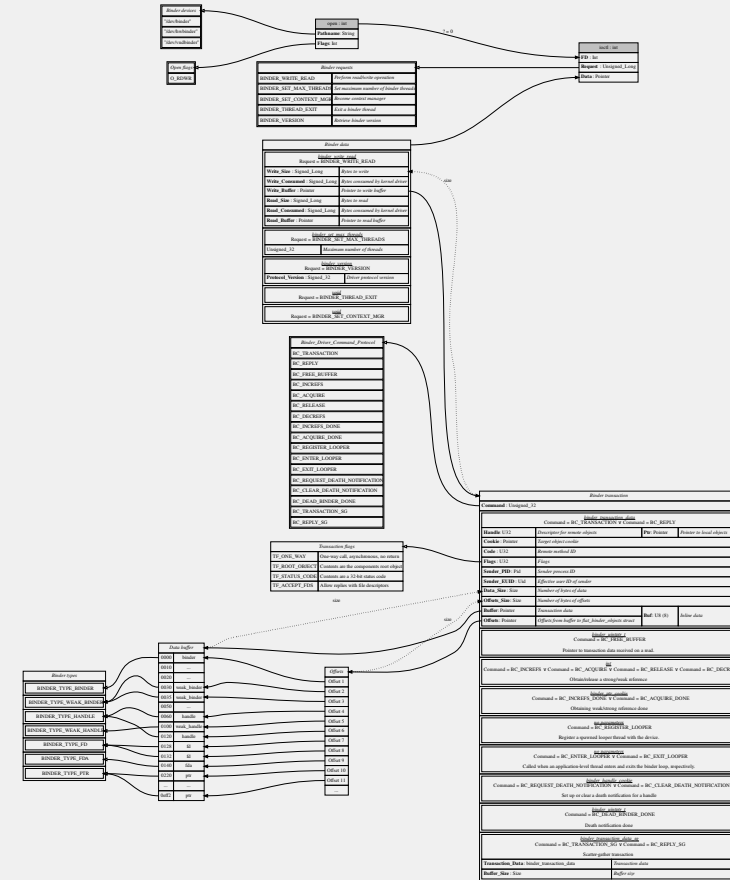 Binder devices
"/dev/binder"
"/dev/hwbinder"
"/dev/vndbinder"
Open flags
O_RDWR
open : int
Pathname: String
Flags: Int
? = 0
ioctl : int
FD : Int
Request : Unsigned_Long
Data : Pointer
Binder requests
BINDER_WRITE_READ Perform read/write operation
BINDER_SET_MAX_THREADS Set maximum number of binder threads
BINDER_SET_CONTEXT_MGR Become context manager
BINDER_THREAD_EXIT Exit a binder thread
BINDER_VERSION Retrieve binder version
Binder data
binder_write_read
Request = BINDER_WRITE_READ
Write_Size : Signed_Long Bytes to write
Write_Consumed : Signed_Long Bytes consumed by kernel driver
Write_Buffer : Pointer Pointer to write buffer
Read_Size : Signed_Long Bytes to read
Read_Consumed : Signed_Long Bytes consumed by kernel driver
Read_Buffer : Pointer Pointer to read buffer
binder_set_max_threads
Request = BINDER_SET_MAX_THREADS
Unsigned_32 Maximum number of threads
binder_version
Request = BINDER_VERSION
Protocol_Version : Signed_32 Driver protocol version
void
Request = BINDER_THREAD_EXIT
void
Request = BINDER_SET_CONTEXT_MGR
size
Binder_Driver_Command_Protocol
BC_TRANSACTION
BC_REPLY
BC_FREE_BUFFER
BC_INCREFS
BC_ACQUIRE
BC_RELEASE
BC_DECREFS
BC_INCREFS_DONE
BC_ACQUIRE_DONE
BC_REGISTER_LOOPER
BC_ENTER_LOOPER
BC_EXIT_LOOPER
BC_REQUEST_DEATH_NOTIFICATION
BC_CLEAR_DEATH_NOTIFICATION
BC_DEAD_BINDER_DONE
BC_TRANSACTION_SG
BC_REPLY_SG
Transaction flags
TF_ONE_WAY One-way call, asynchronous, no return
TF_ROOT_OBJECT Contents are the components root object
TF_STATUS_CODE Contents are a 32-bit status code
TF_ACCEPT_FDS Allow replies with file descriptors
size
size
Binder transaction
Command : Unsigned_32
binder_transaction_data
Command = BC_TRANSACTION ∨ Command = BC_REPLY
Handle U32 Descriptor for remote objects Ptr: Pointer Pointer to local objects
Cookie : Pointer Target object cookie
Code : U32 Remote method ID
Flags : U32 Flags
Sender_PID: Pid Sender process ID
Sender_EUID : Uid Effective user ID of sender
Data_Size : Size Number of bytes of data
Offsets_Size : Size Number of bytes of offsets
Buffer: Pointer Transaction data Buf: U8 (8) Inline data
Offsets: Pointer Offsets from buffer to flat_binder_objects struct
binder_uintptr_t
Command = BC_FREE_BUFFER
Pointer to transaction data received on a read.
int
Command = BC_INCREFS ∨ Command = BC_ACQUIRE ∨ Command = BC_RELEASE ∨ Command = BC_DECR
Obtain/release a strong/weak reference
binder_ptr_cookie
Command = BC_INCREFS_DONE ∨ Command = BC_ACQUIRE_DONE
Obtaining weak/strong reference done
no parameters
Command = BC_REGISTER_LOOPER
Register a spawned looper thread with the device.
no parameters
Command = BC_ENTER_LOOPER ∨ Command = BC_EXIT_LOOPER
Called when an application-level thread enters and exits the binder loop, respectively.
binder_handle_cookie
Command = BC_REQUEST_DEATH_NOTIFICATION ∨ Command = BC_CLEAR_DEATH_NOTIFICATION
Set up or clear a death notification for a handle
binder_uintptr_t
Command = BC_DEAD_BINDER_DONE
Death notification done
binder_transaction_data_sg
Command = BC_TRANSACTION_SG ∨ Command = BC_REPLY_SG
Scatter-gather transaction
Transaction_Data : binder_transaction_data Transaction data
Buffer_Size : Size Buffer size
Data buffer
0000 binder
0010 ...
0020 ...
0030 weak_binder
0035 weak_binder
0050 ...
0060 handle
0100 weak_handle
0120 handle
0128 fd
0132 fd
0160 fda
0220 ptr
... ...
0xff2 ptr
Binder types
BINDER_TYPE_BINDER
BINDER_TYPE_WEAK_BINDER
BINDER_TYPE_HANDLE
BINDER_TYPE_WEAK_HANDLE
BINDER_TYPE_FD
BINDER_TYPE_FDA
BINDER_TYPE_PTR
Offsets
Offset 1
Offset 2
Offset 3
Offset 4
Offset 5
Offset 6
Offset 7
Offset 8
Offset 9
Offset 10
Offset 11
...